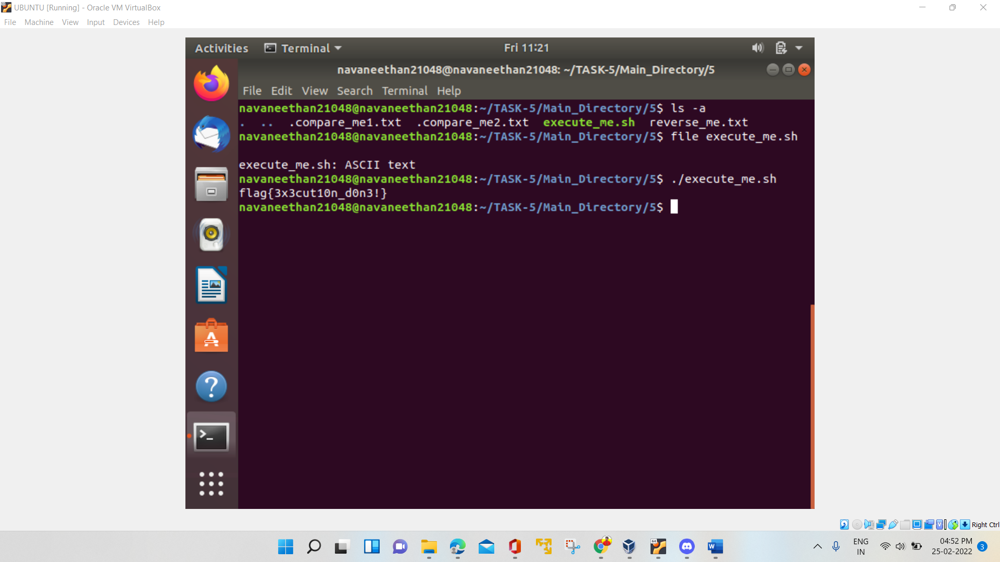 UBUNTU [Running] - Oracle VM VirtualBox
File Machine View Input Devices Help
Activities Terminal Fri 11:21
navaneethan21048@navaneethan21048: ~/TASK-5/Main_Directory/5
File Edit View Search Terminal Help
navaneethan21048@navaneethan21048:~/TASK-5/Main_Directory/5$ ls -a
. .. .compare_me1.txt .compare_me2.txt execute_me.sh reverse_me.txt
navaneethan21048@navaneethan21048:~/TASK-5/Main_Directory/5$ file execute_me.sh
execute_me.sh: ASCII text
navaneethan21048@navaneethan21048:~/TASK-5/Main_Directory/5$ ./execute_me.sh
flag{3x3cut10n_d0n3!}
navaneethan21048@navaneethan21048:~/TASK-5/Main_Directory/5$
Right Ctrl
ENG
IN
04:52 PM
25-02-2022
3